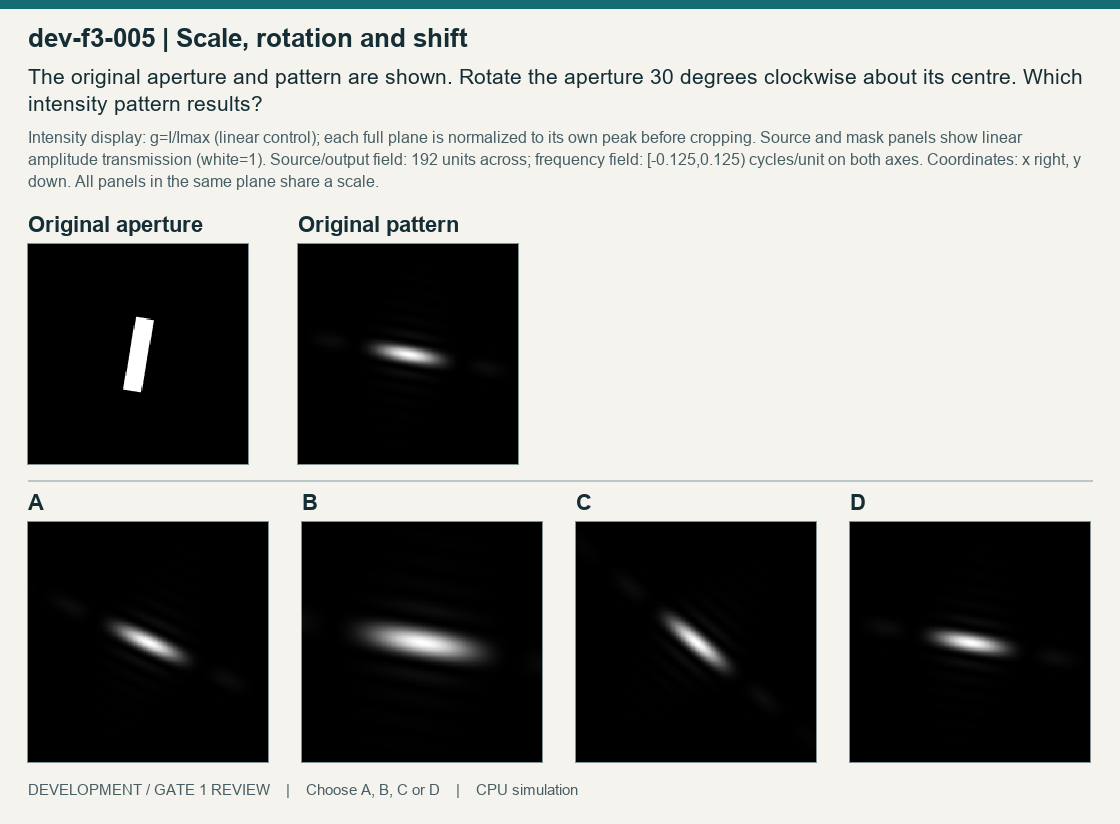 dev-f3-005 | Scale, rotation and shift
The original aperture and pattern are shown. Rotate the aperture 30 degrees clockwise about its centre. Which
intensity pattern results?
Intensity display: g=I/Imax (linear control); each full plane is normalized to its own peak before cropping. Source and mask panels show linear
amplitude transmission (white=1). Source/output field: 192 units across; frequency field: [-0.125,0.125) cycles/unit on both axes. Coordinates: x right, y
down. All panels in the same plane share a scale.
Original aperture
Original pattern
A
B
C
D
DEVELOPMENT / GATE 1 REVIEW | Choose A, B, C or D | CPU simulation